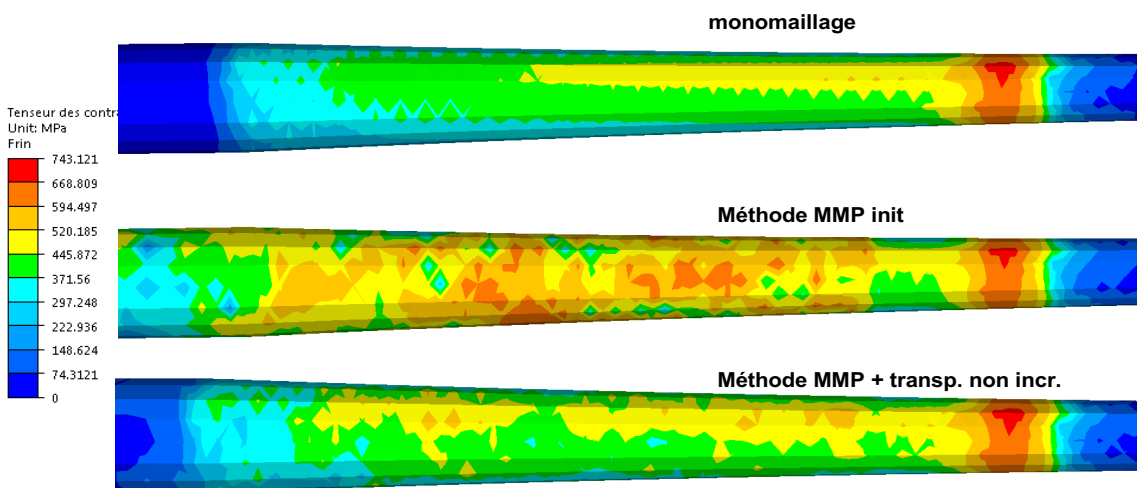 monomaillage
Tenseur des contra
Unit: MPa
Frin
743.121
668.809
594.497
520.185
445.872
371.56
297.248
222.936
148.624
74.3121
0
Méthode MMP init
Méthode MMP + transp. non incr.